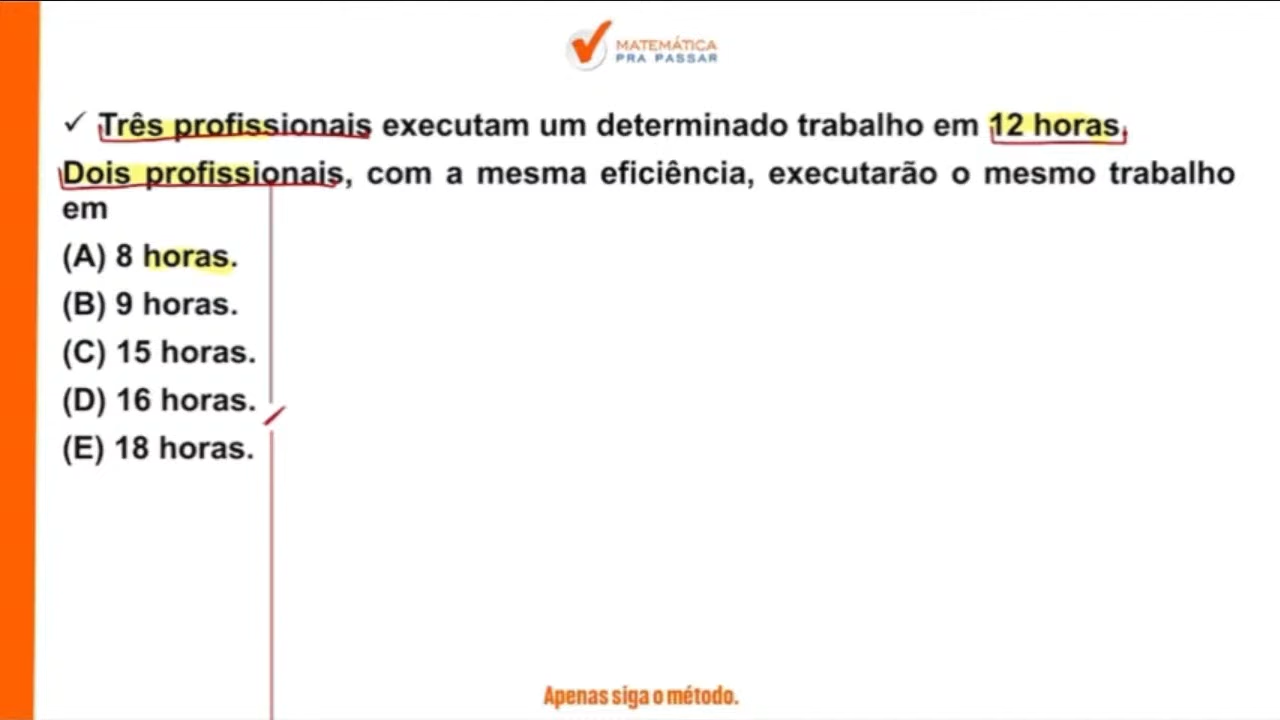 MATEMÁTICA
PRA PASSAR
✓ Três profissionais executam um determinado trabalho em 12 horas.
Dois profissionais, com a mesma eficiência, executarão o mesmo trabalho
em
(A) 8 horas.
(B) 9 horas.
(C) 15 horas.
(D) 16 horas.
(E) 18 horas.
Apenas siga o método.